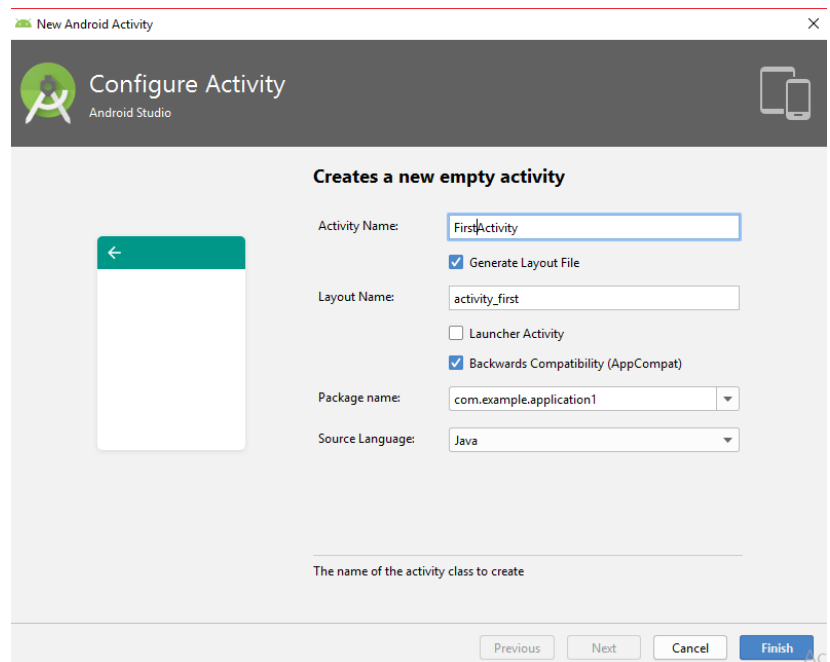 New Android Activity
Configure Activity
Android Studio
Creates a new empty activity
Activity Name:
FirstActivity
Generate Layout File
Layout Name:
activity_first
Launcher Activity
Backwards Compatibility (AppCompat)
Package name:
com.example.application1
Source Language:
Java
The name of the activity class to create
Previous
Next
Cancel
Finish
Ac